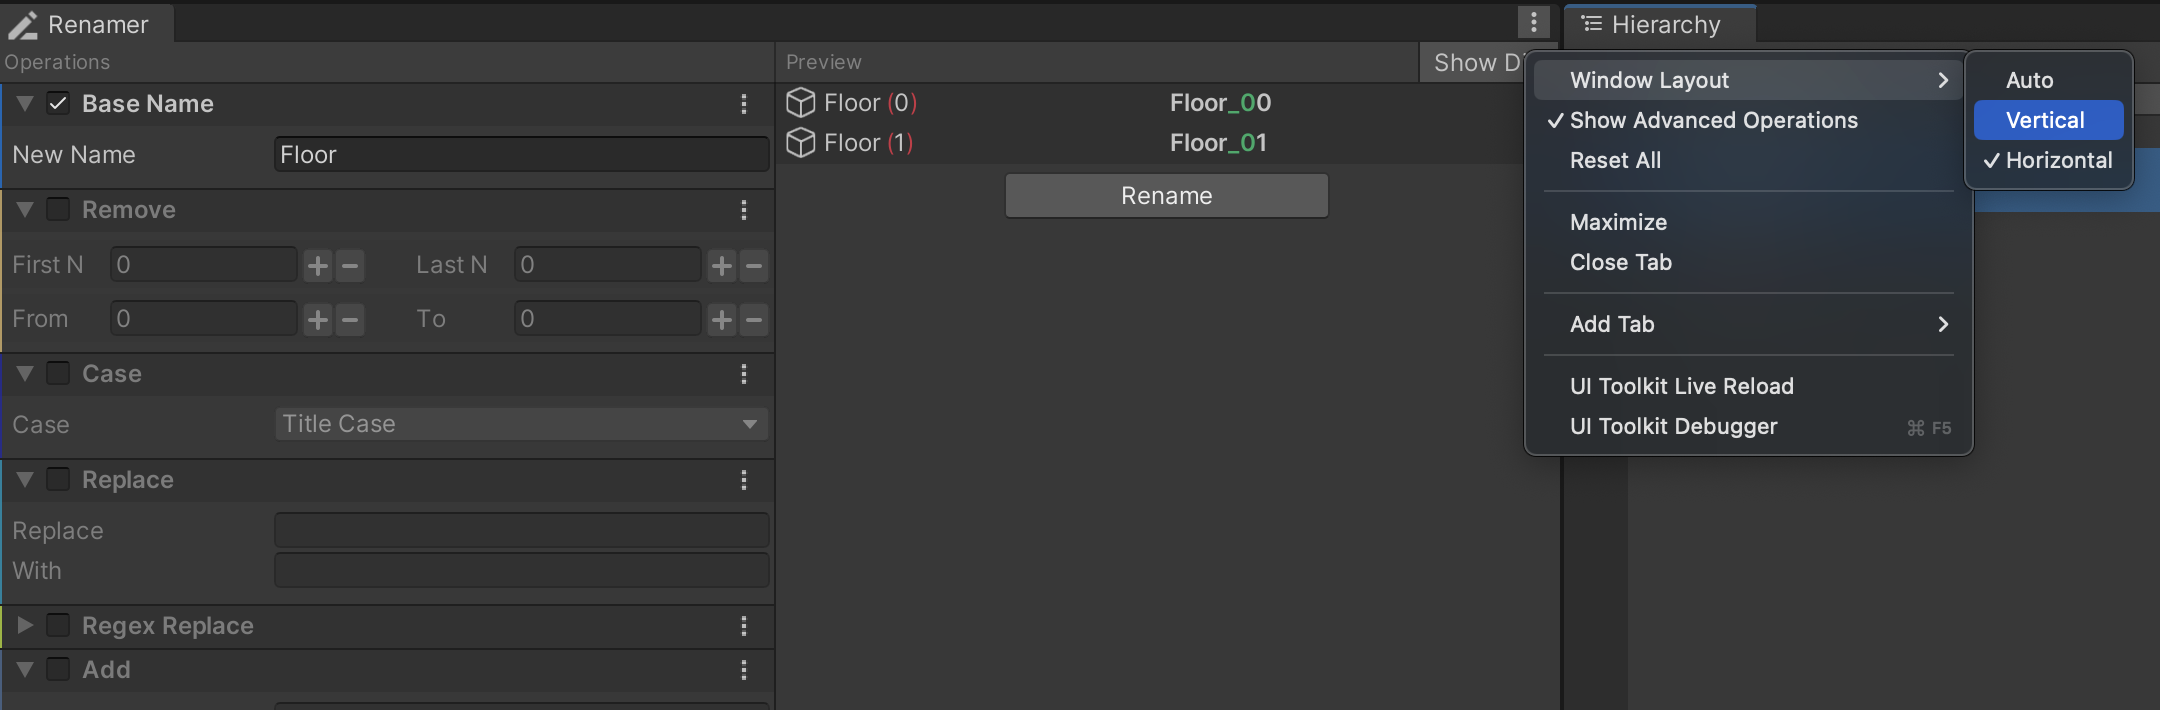 Renamer
Hierarchy
Operations
Preview
Show D
Base Name
New Name
Floor
Remove
First N
0
Last N
0
From
0
To
0
Case
Case
Title Case
Replace
Replace
With
Regex Replace
Add
Floor (0)
Floor_00
Floor (1)
Floor_01
Rename
Window Layout
Show Advanced Operations
Reset All
Maximize
Close Tab
Add Tab
UI Toolkit Live Reload
UI Toolkit Debugger
⌘ F5
Auto
Vertical
Horizontal